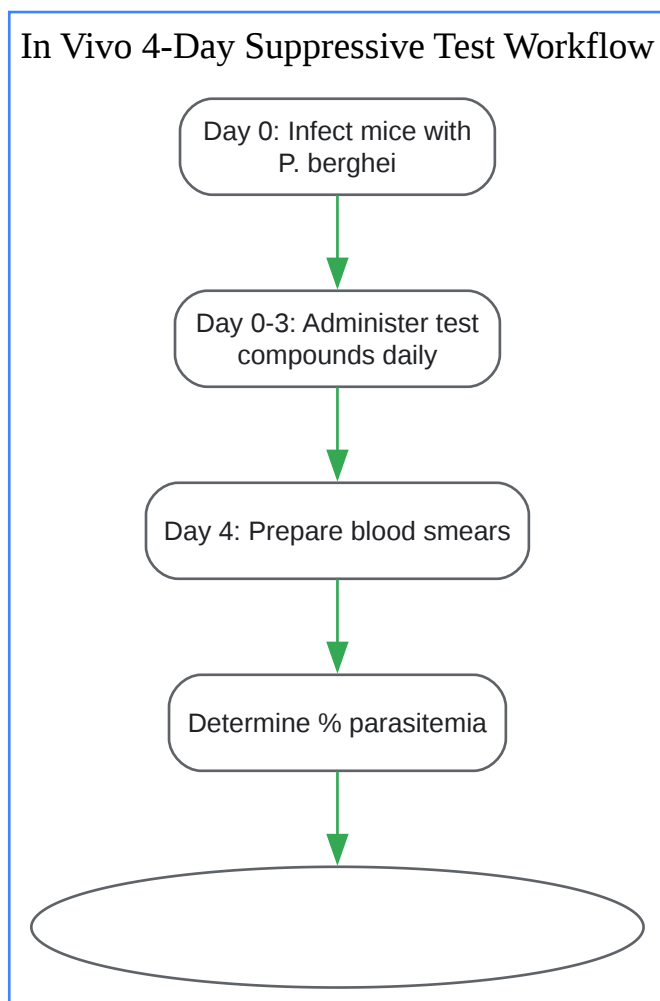 In Vivo 4-Day Suppressive Test Workflow
Day 0: Infect mice with
P. berghei
Day 0-3: Administer test
compounds daily
Day 4: Prepare blood smears
Determine % parasitemia